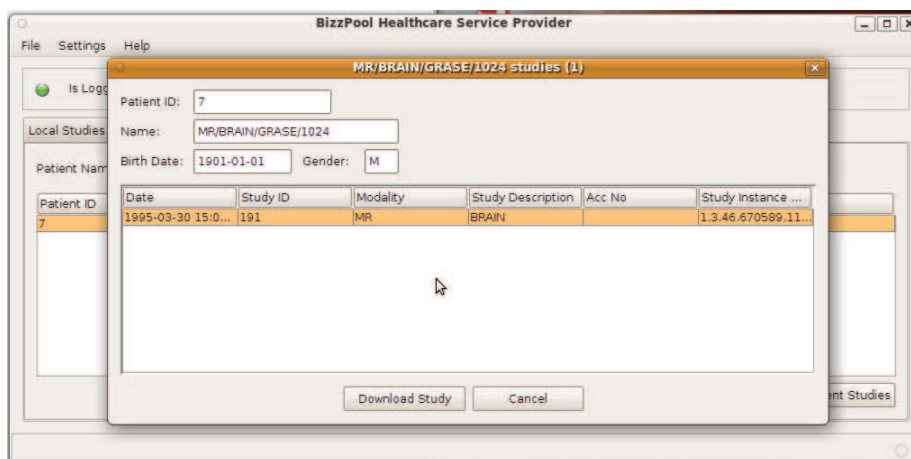 BizzPool Healthcare Service Provider
File Settings Help
MR/BRAIN/GRASE/1024 studies (1)
Is Logg
Patient ID: 7
Local Studies
Name: MR/BRAIN/GRASE/1024
Birth Date: 1901-01-01 Gender: M
Patient Nam
Date Study ID Modality Study Description Acc No Study Instance ...
Patient ID
1995-03-30 15:0... 191 MR BRAIN 1.3.46.670589.11...
7
Download Study Cancel
nt Studies